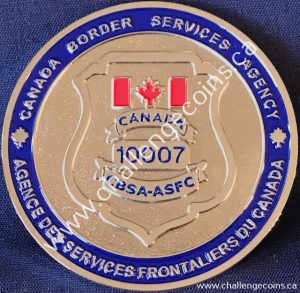 CANADA BORDER SERVICES AGENCY
CANADA
10007
CBSA-ASFC
AGENCE DES SERVICES FRONTALIERS DU CANADA
www.challengecoins.ca
www.challengecoins.ca